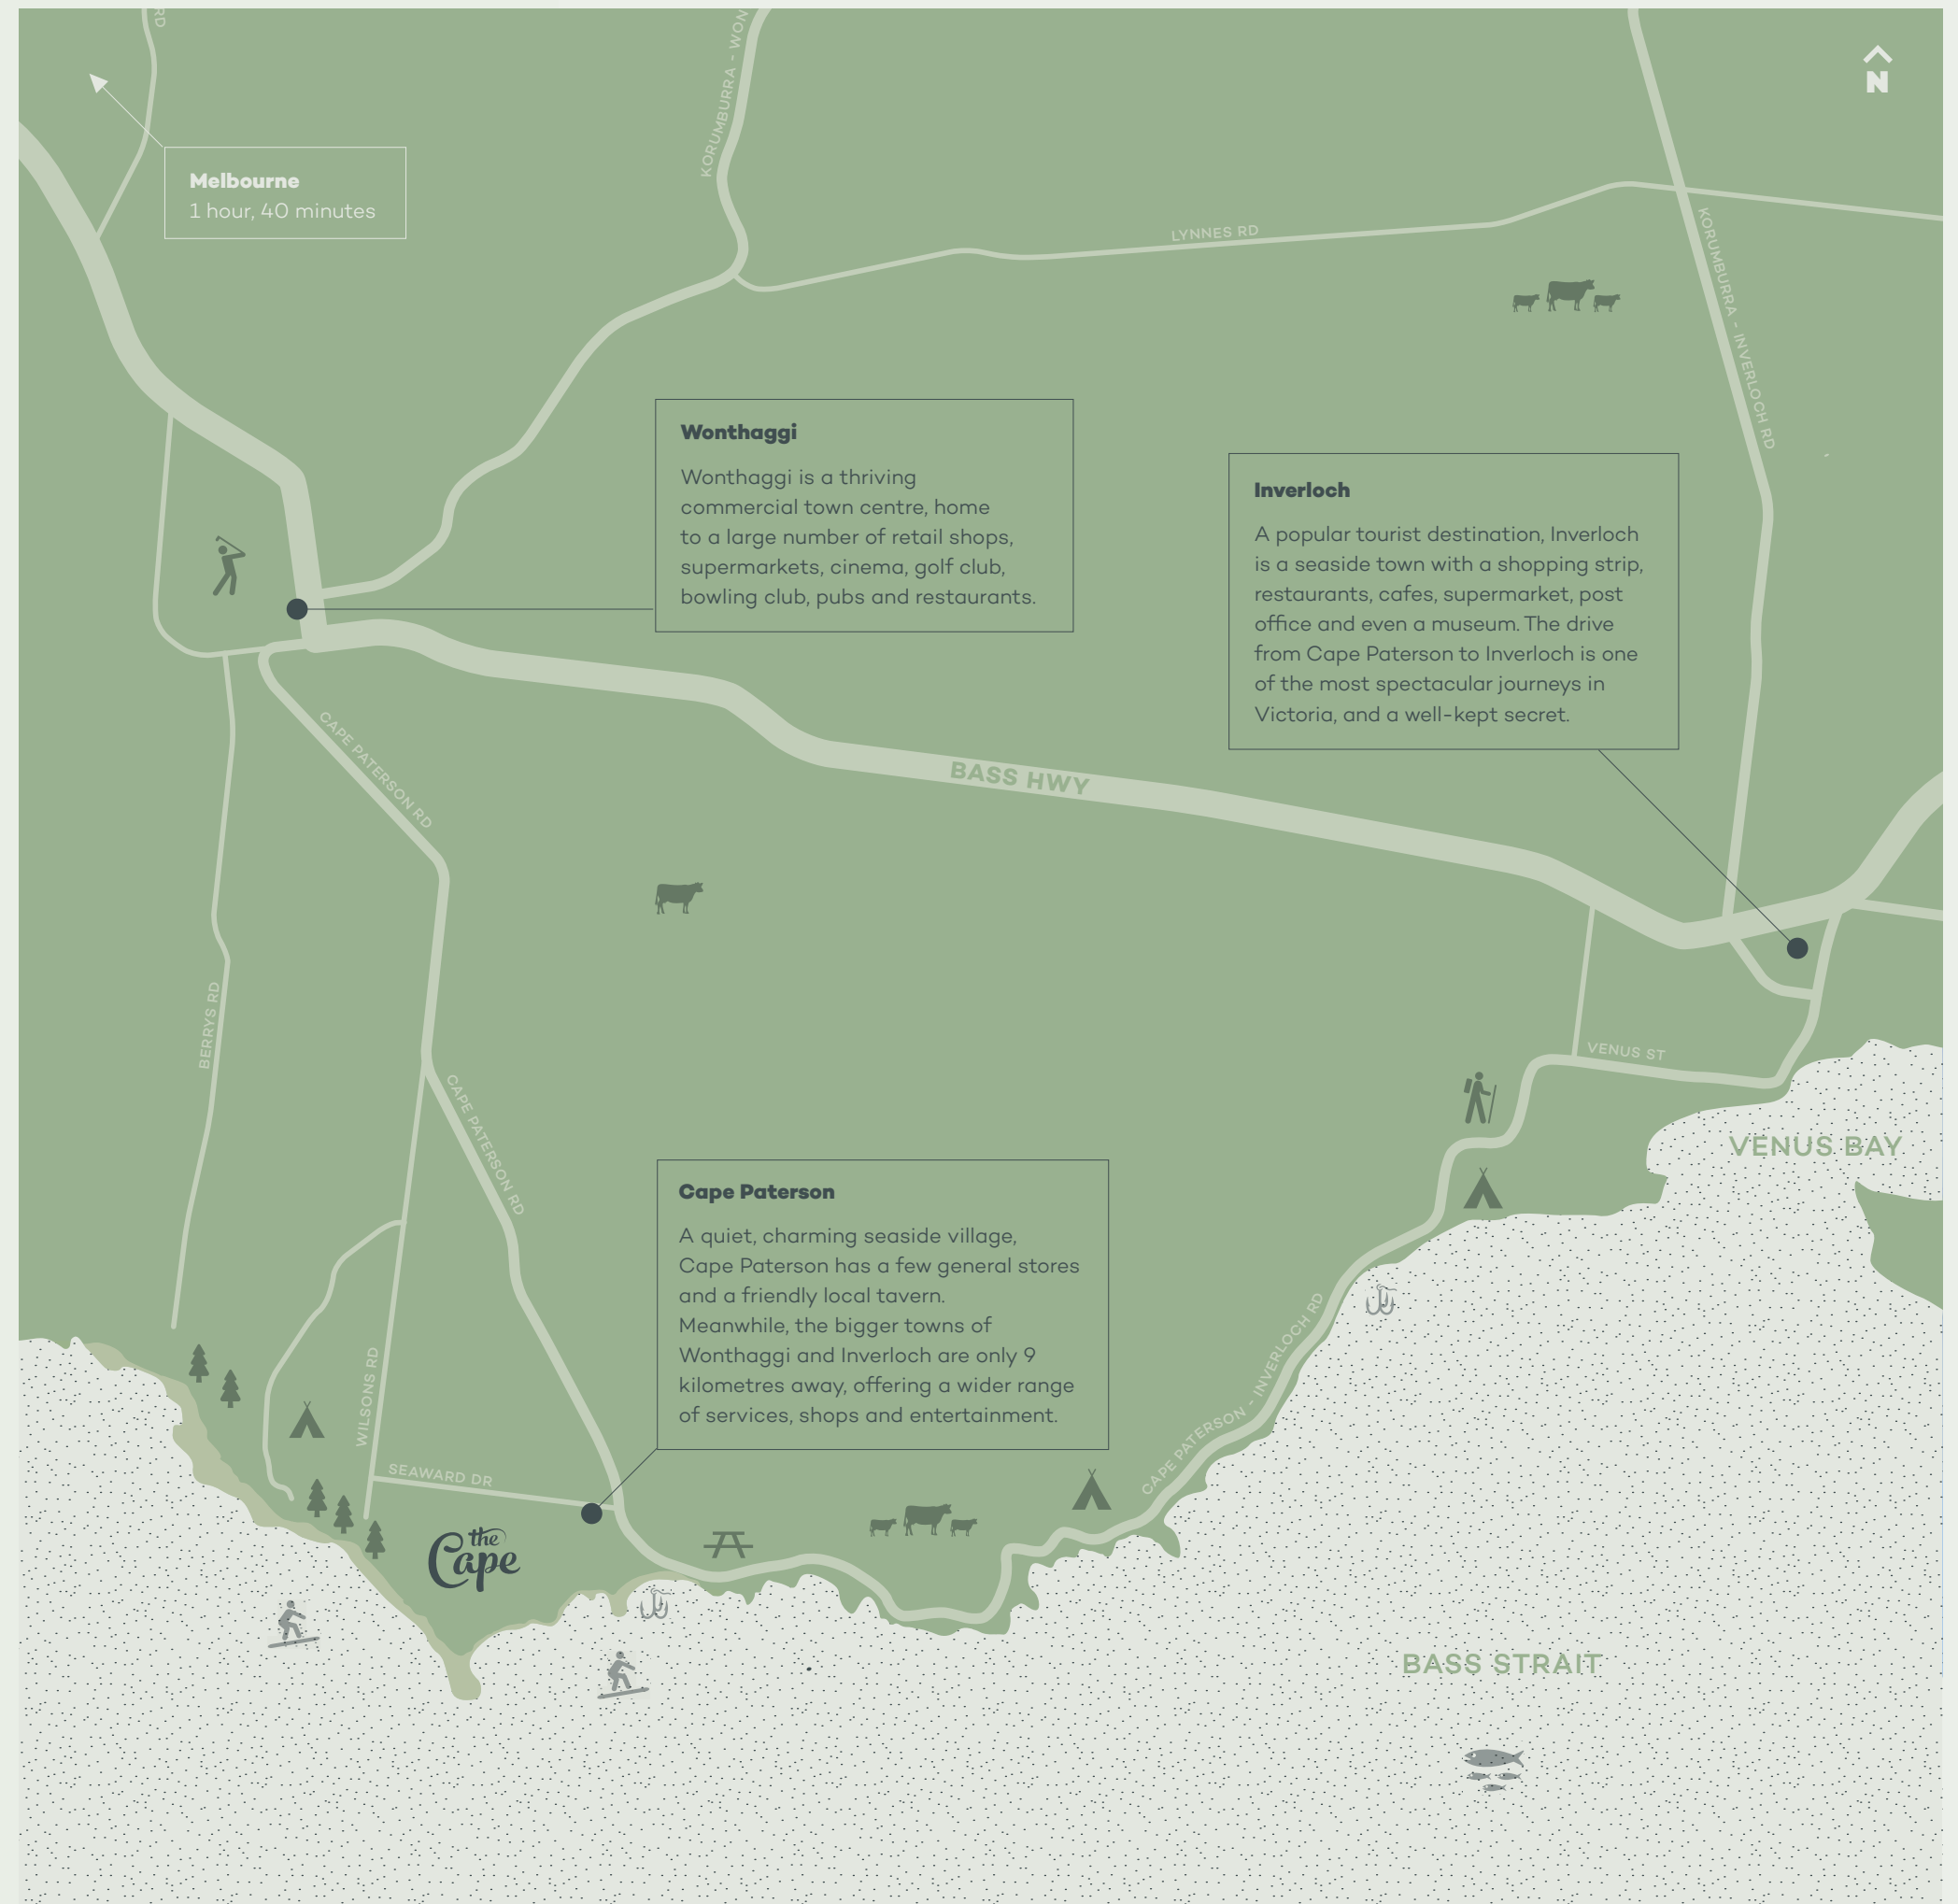 RD
KORUMBURRA - WON
N
Melbourne
1 hour, 40 minutes
LYNNES RD
KORUMBURRA - INVERLOCH RD
Wonthaggi
Wonthaggi is a thriving
commercial town centre, home
to a large number of retail shops,
supermarkets, cinema, golf club,
bowling club, pubs and restaurants.
Inverloch
A popular tourist destination, Inverloch
is a seaside town with a shopping strip,
restaurants, cafes, supermarket, post
office and even a museum. The drive
from Cape Paterson to Inverloch is one
of the most spectacular journeys in
Victoria, and a well-kept secret.
CAPE PATERSON RD
BASS HWY
BERRYS RD
VENUS ST
CAPE PATERSON RD
VENUS BAY
Cape Paterson
A quiet, charming seaside village,
Cape Paterson has a few general stores
and a friendly local tavern.
Meanwhile, the bigger towns of
Wonthaggi and Inverloch are only 9
kilometres away, offering a wider range
of services, shops and entertainment.
WILSONS RD
CAPE PATERSON - INVERLOCH RD
SEAWARD DR
the
Cape
BASS STRAIT